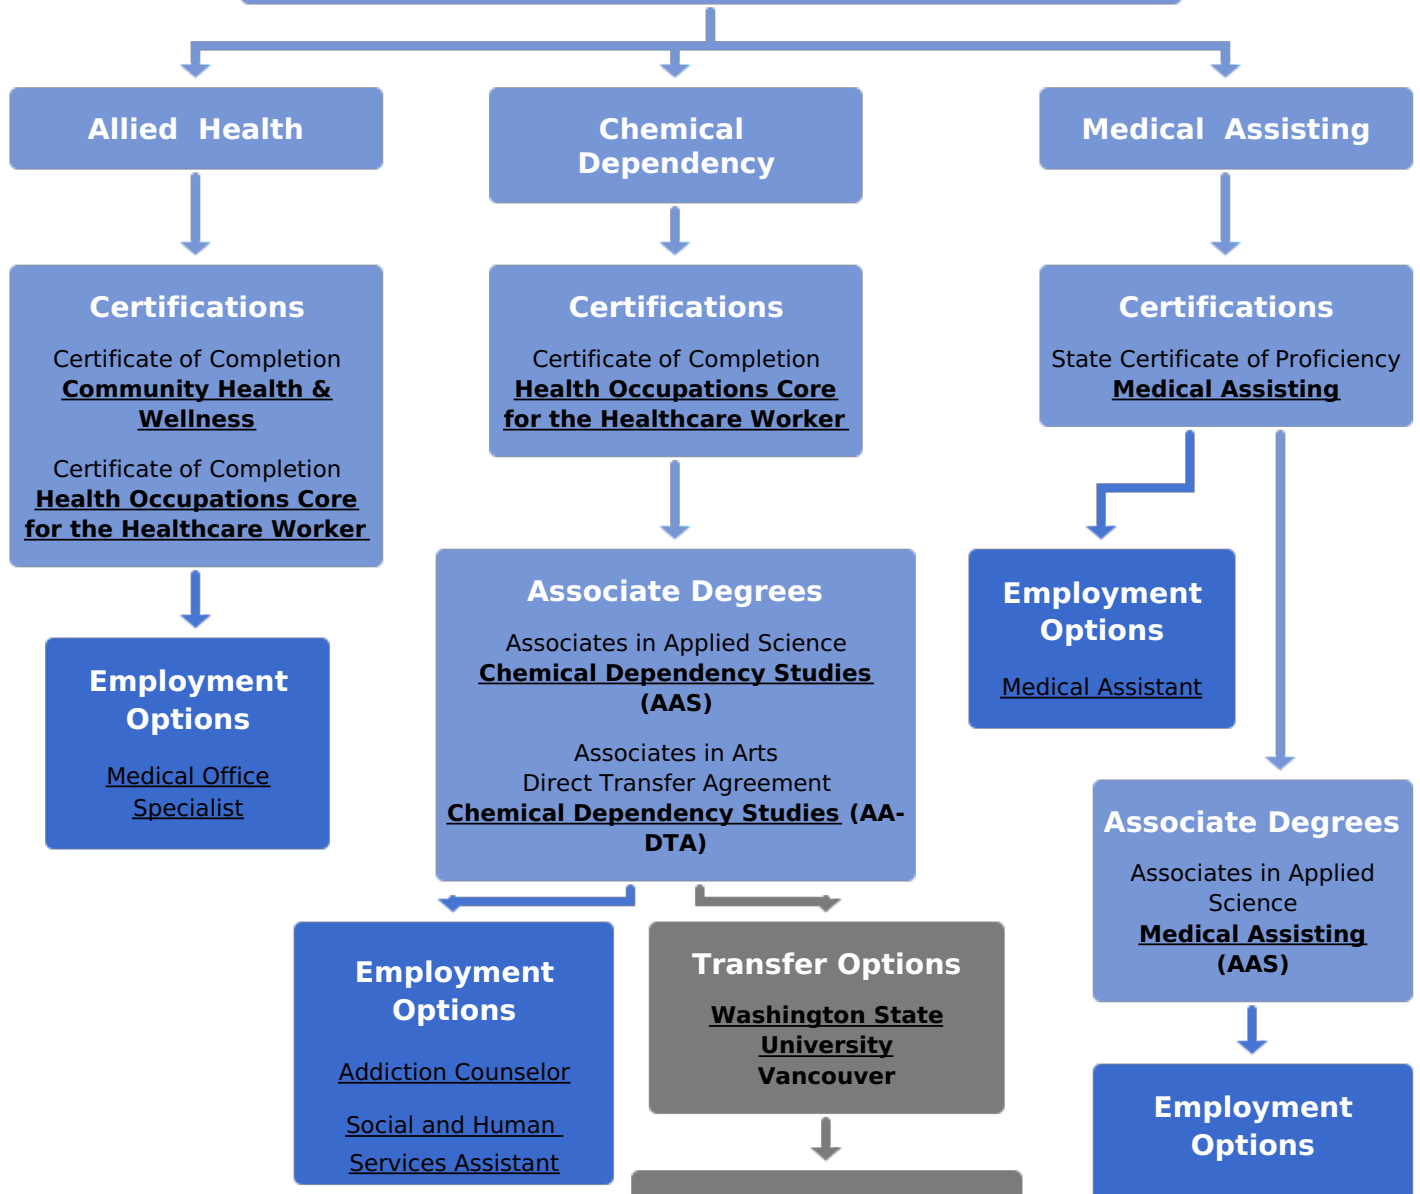 Allied Health
Chemical
Dependency
Medical Assisting
Certifications
Certificate of Completion
Community Health &
Wellness
Certificate of Completion
Health Occupations Core
for the Healthcare Worker
Certifications
Certificate of Completion
Health Occupations Core
for the Healthcare Worker
Certifications
State Certificate of Proficiency
Medical Assisting
Employment
Options
Medical Office
Specialist
Associate Degrees
Associates in Applied Science
Chemical Dependency Studies
(AAS)
Associates in Arts
Direct Transfer Agreement
Chemical Dependency Studies (AA-
DTA)
Employment
Options
Medical Assistant
Associate Degrees
Associates in Applied
Science
Medical Assisting
(AAS)
Employment
Options
Addiction Counselor
Social and Human
Services Assistant
Transfer Options
Washington State
University
Vancouver
Employment
Options